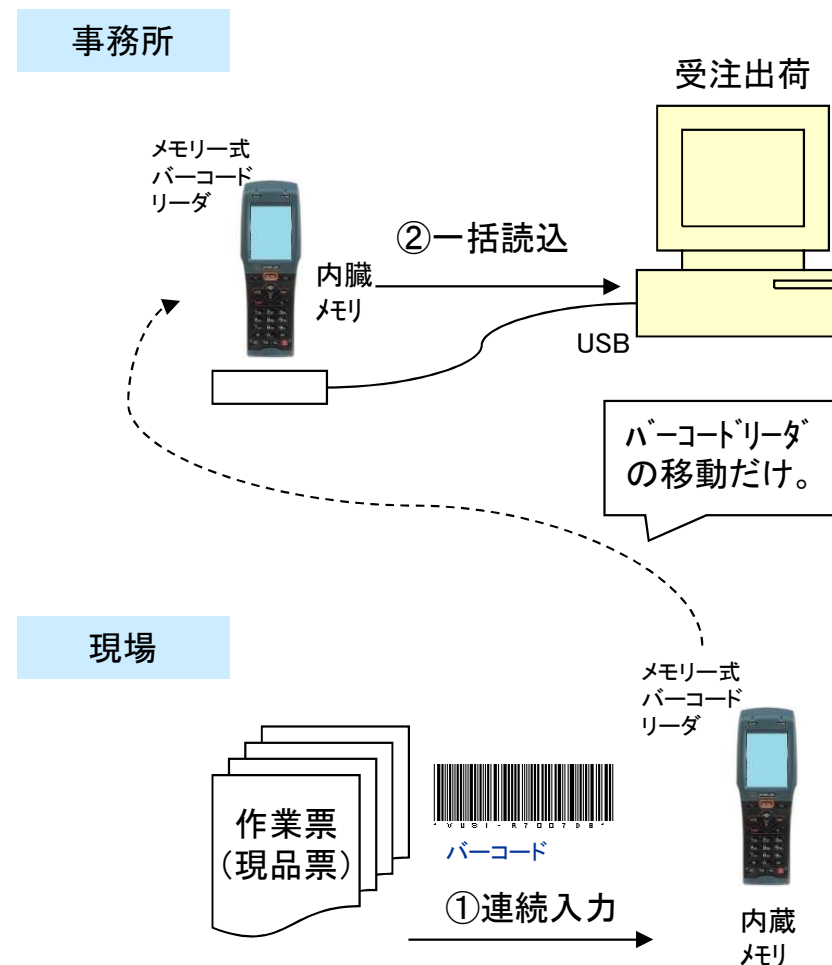 事務所
受注出荷
メモリ一式
バーコード
リーダ
②一括読込
内臓
ﾒﾓﾘ
USB
ﾊﾞｰｺｰﾄﾞﾘｰﾀﾞ
の移動だけ。
現場
メモリ一式
バーコード
リーダ
作業票
(現品票)
バーコード
①連続入力
内蔵
ﾒﾓﾘ